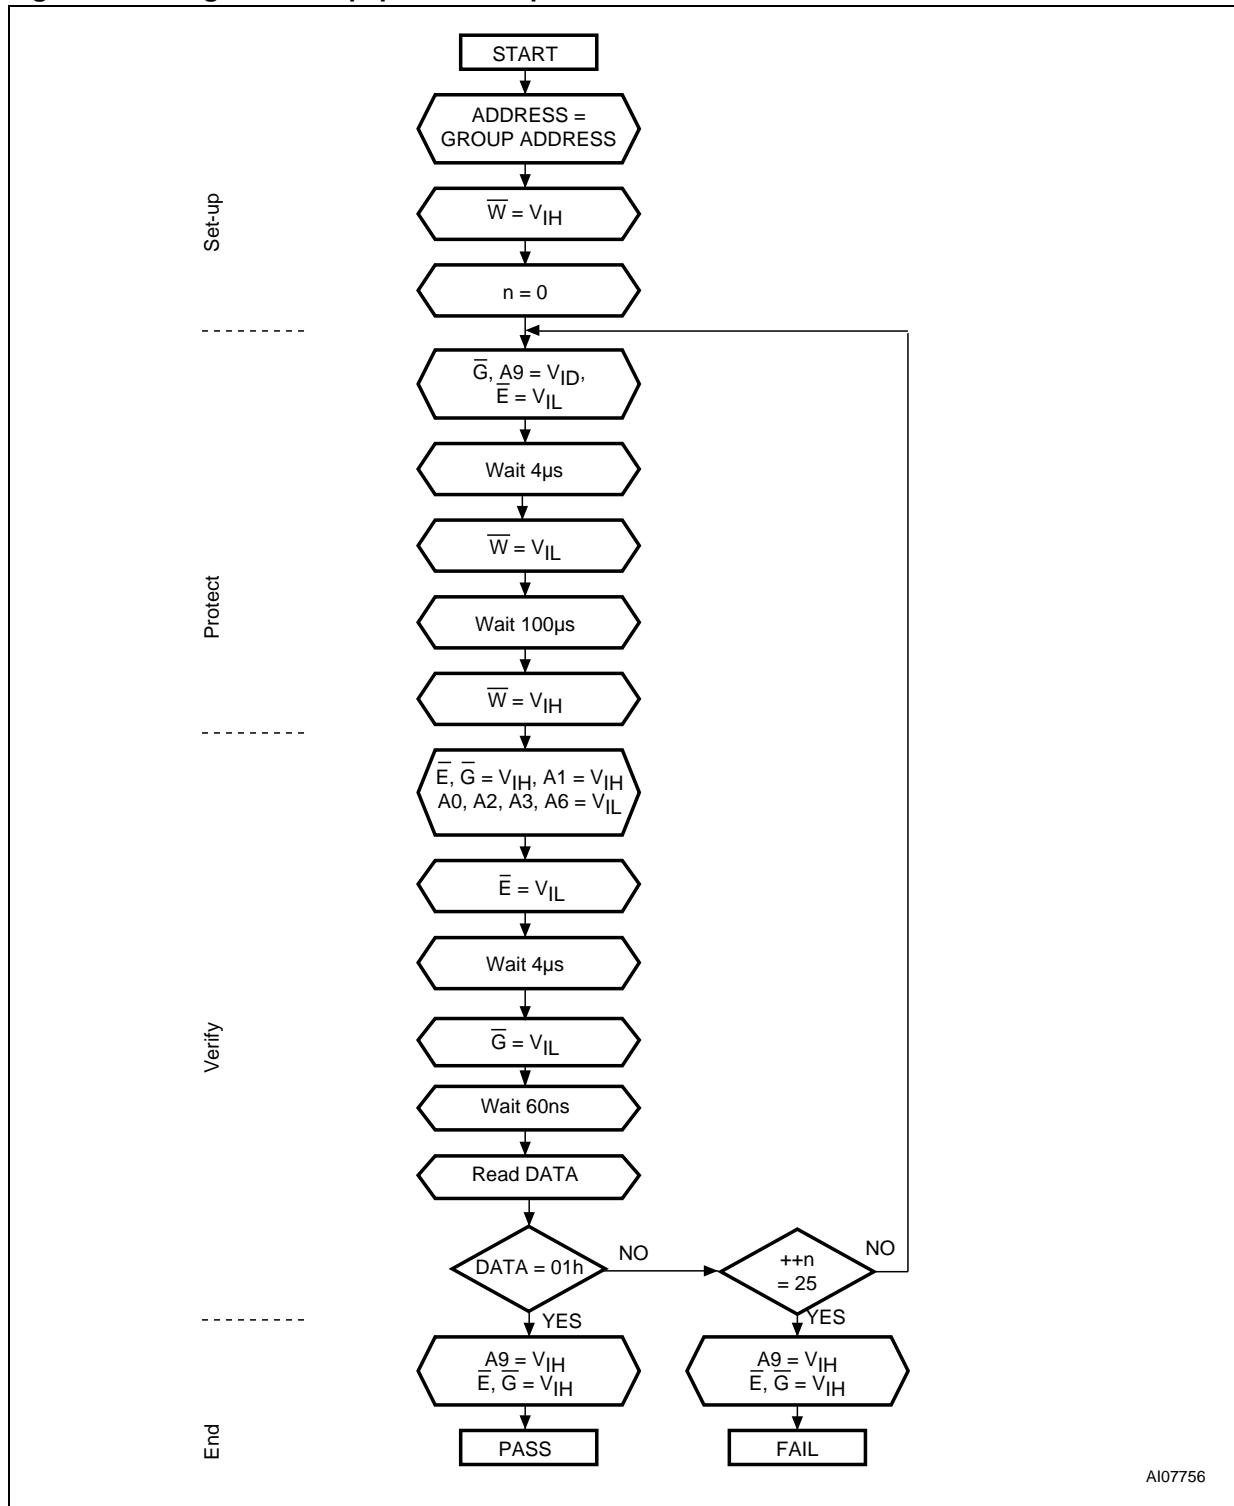 START
ADDRESS =
GROUP ADDRESS
W̅ = VIH
n = 0
Set-up
G̅, A9 = VID,
E̅ = VIL
Wait 4µs
W̅ = VIL
Wait 100µs
W̅ = VIH
Protect
E̅, G̅ = VIH, A1 = VIH
A0, A2, A3, A6 = VIL
E̅ = VIL
Wait 4µs
G̅ = VIL
Wait 60ns
Read DATA
Verify
DATA = 01h
NO
++n
= 25
NO
YES
YES
A9 = VIH
E̅, G̅ = VIH
A9 = VIH
E̅, G̅ = VIH
End
PASS
FAIL
AI07756